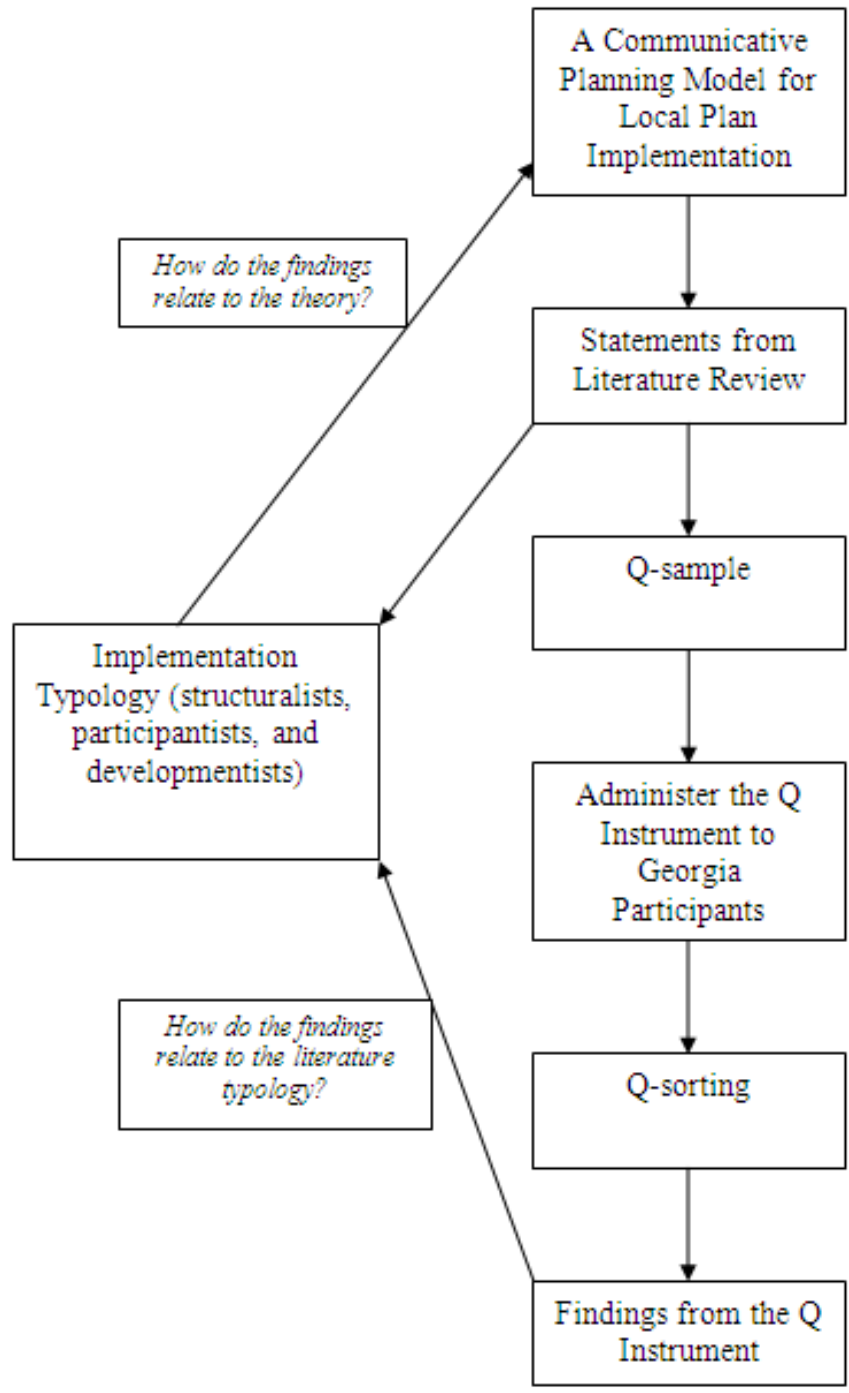 A Communicative
Planning Model for
Local Plan
Implementation
How do the findings
relate to the theory?
Statements from
Literature Review
Q-sample
Implementation
Typology (structuralists,
participantists, and
developmentists)
Administer the Q
Instrument to
Georgia
Participants
How do the findings
relate to the literature
typology?
Q-sorting
Findings from the Q
Instrument